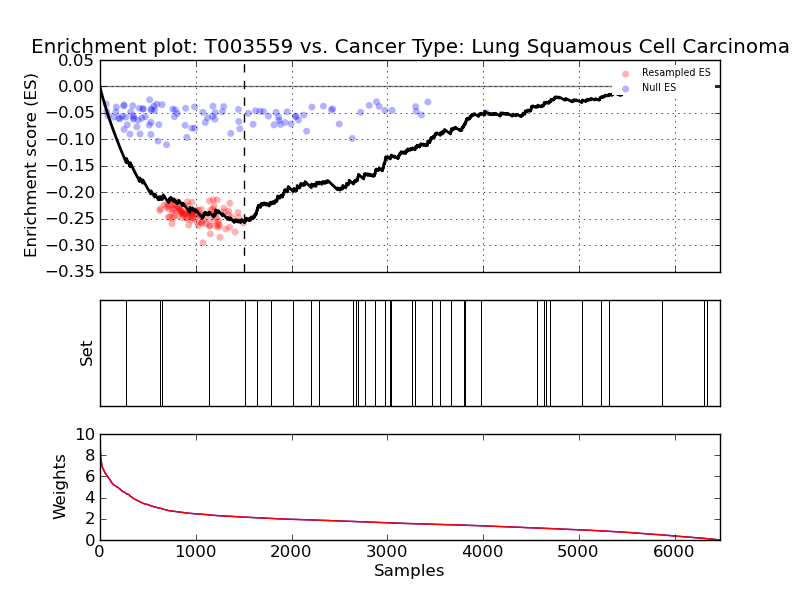 Enrichment plot: T003559 vs. Cancer Type: Lung Squamous Cell Carcinoma
Enrichment score (ES)
0.05
0.00
−0.05
−0.10
−0.15
−0.20
−0.25
−0.30
−0.35
Resampled ES
Null ES
Set
Weights
10
8
6
4
2
0
0 1000 2000 3000 4000 5000 6000
Samples